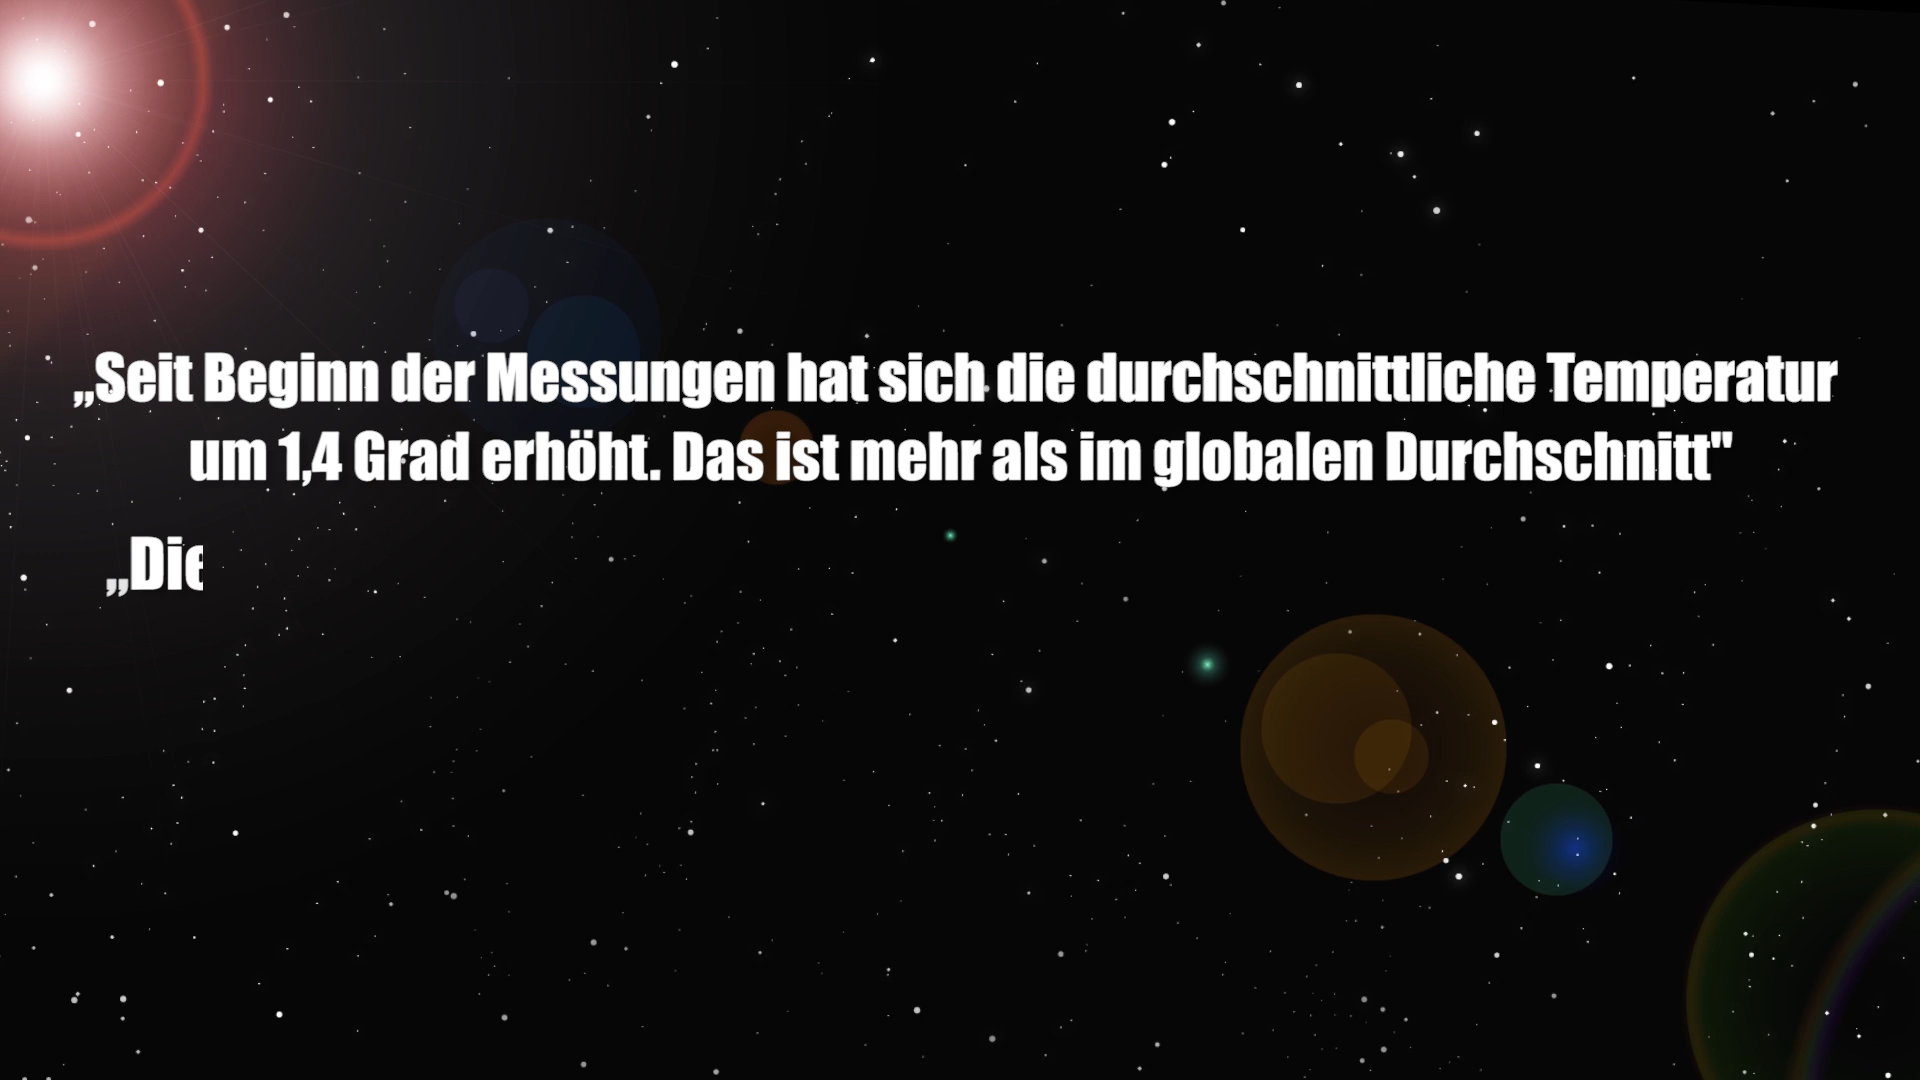 „Seit Beginn der Messungen hat sich die durchschnittliche Temperatur
um 1,4 Grad erhöht. Das ist mehr als im globalen Durchschnitt"
„Die